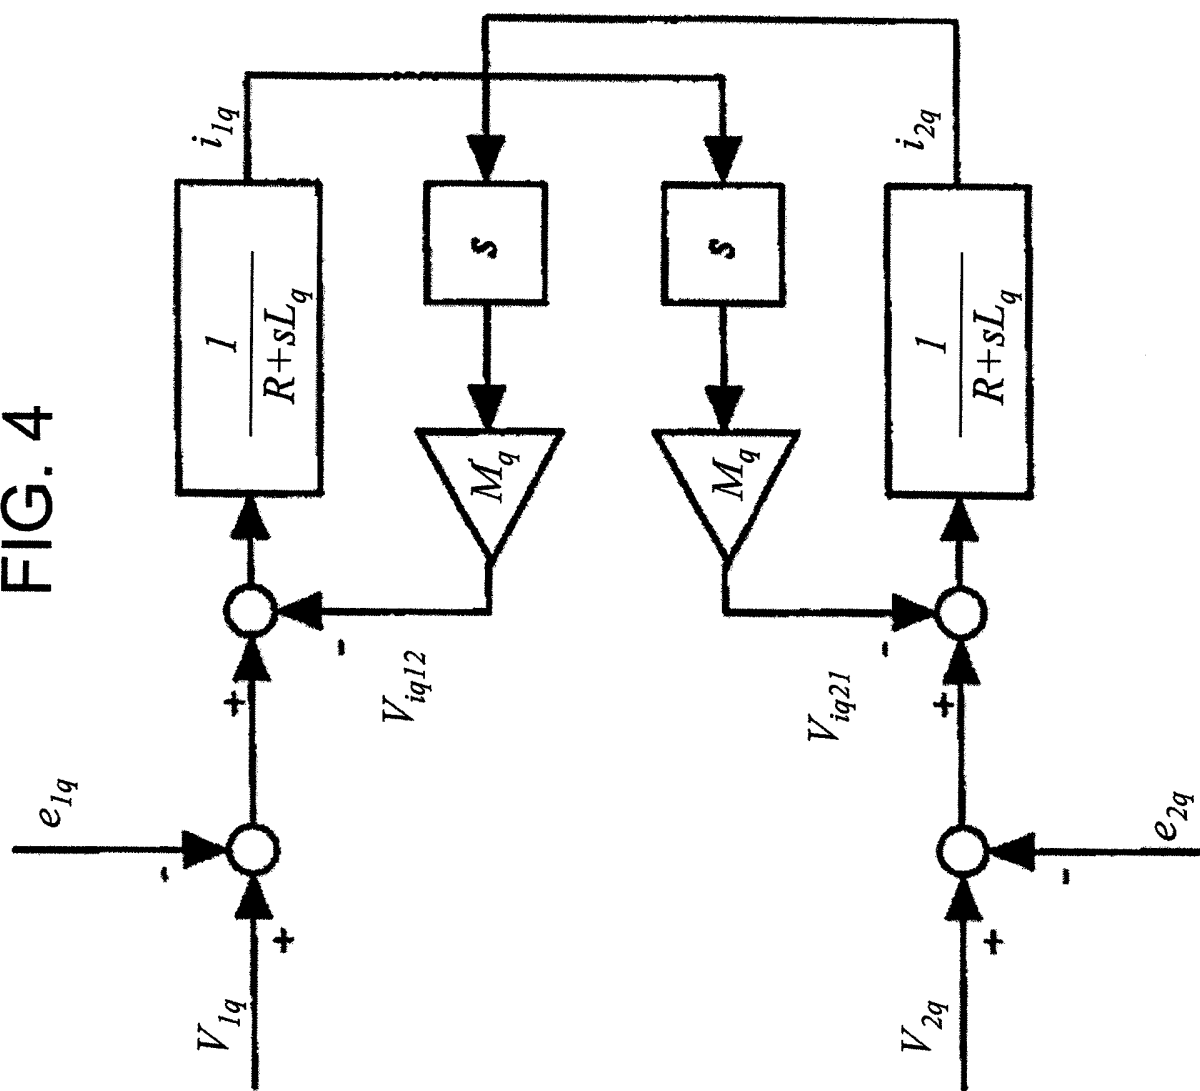 FIG. 4
e1q
V1q
-
+
+
1
R+sLq
i1q
Viq12
-
Mq
s
Viq21
-
Mq
s
V2q
+
-
e2q
+
1
R+sLq
i2q